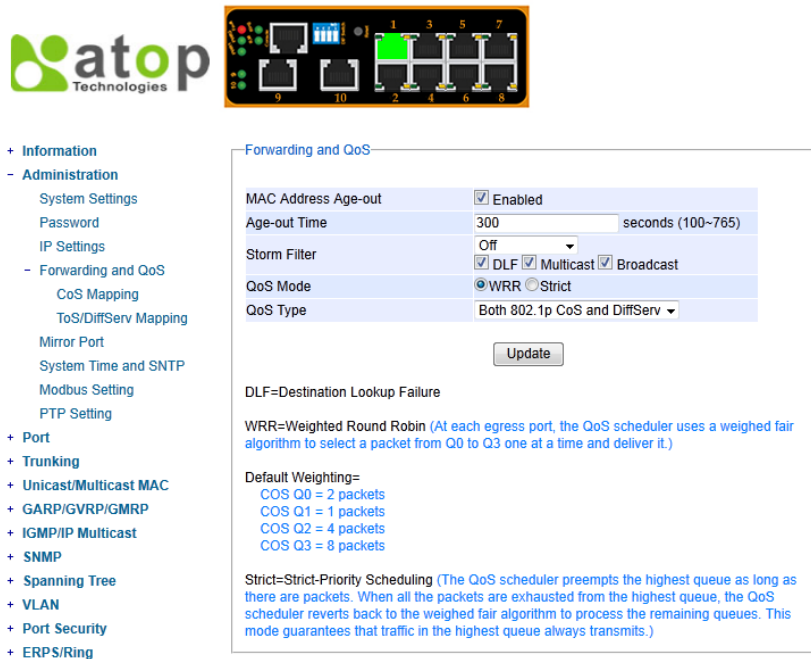 atop
Technologies
1 3 5 7
9 10 2 4 6 8
+ Information
− Administration
System Settings
Password
IP Settings
− Forwarding and QoS
CoS Mapping
ToS/DiffServ Mapping
Mirror Port
System Time and SNTP
Modbus Setting
PTP Setting
+ Port
+ Trunking
+ Unicast/Multicast MAC
+ GARP/GVRP/GMRP
+ IGMP/IP Multicast
+ SNMP
+ Spanning Tree
+ VLAN
+ Port Security
+ ERPS/Ring
Forwarding and QoS
MAC Address Age-out Enabled
Age-out Time 300 seconds (100~765)
Storm Filter Off
DLF Multicast Broadcast
QoS Mode WRR Strict
QoS Type Both 802.1p CoS and DiffServ
Update
DLF=Destination Lookup Failure
WRR=Weighted Round Robin (At each egress port, the QoS scheduler uses a weighed fair
algorithm to select a packet from Q0 to Q3 one at a time and deliver it.)
Default Weighting=
COS Q0 = 2 packets
COS Q1 = 1 packets
COS Q2 = 4 packets
COS Q3 = 8 packets
Strict=Strict-Priority Scheduling (The QoS scheduler preempts the highest queue as long as
there are packets. When all the packets are exhausted from the highest queue, the QoS
scheduler reverts back to the weighed fair algorithm to process the remaining queues. This
mode guarantees that traffic in the highest queue always transmits.)